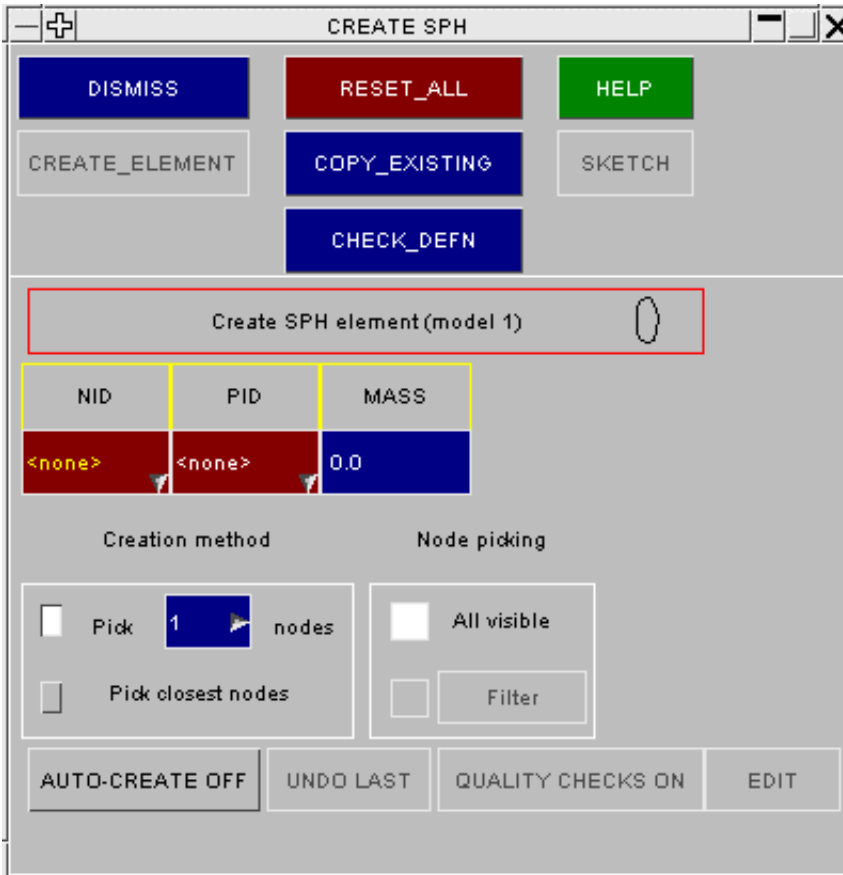 CREATE SPH
DISMISS RESET_ALL HELP
CREATE_ELEMENT COPY_EXISTING SKETCH
CHECK_DEFN
Create SPH element (model 1)
NID PID MASS
<none> <none> 0.0
Creation method Node picking
Pick 1 nodes All visible
Pick closest nodes Filter
AUTO-CREATE OFF UNDO LAST QUALITY CHECKS ON EDIT